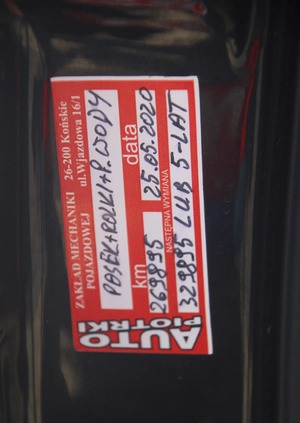 ZAKŁAD MECHANIKI POJAZDOWEJ
26-200 Końskie
ul.Wjazdowa 16/1
PASEK+ROLKI+P.WODY
km data
269895 25.05.2020
NASTĘPNA WYMIANA
329895 LUB 5-LAT
AUTO
PIOTRKI